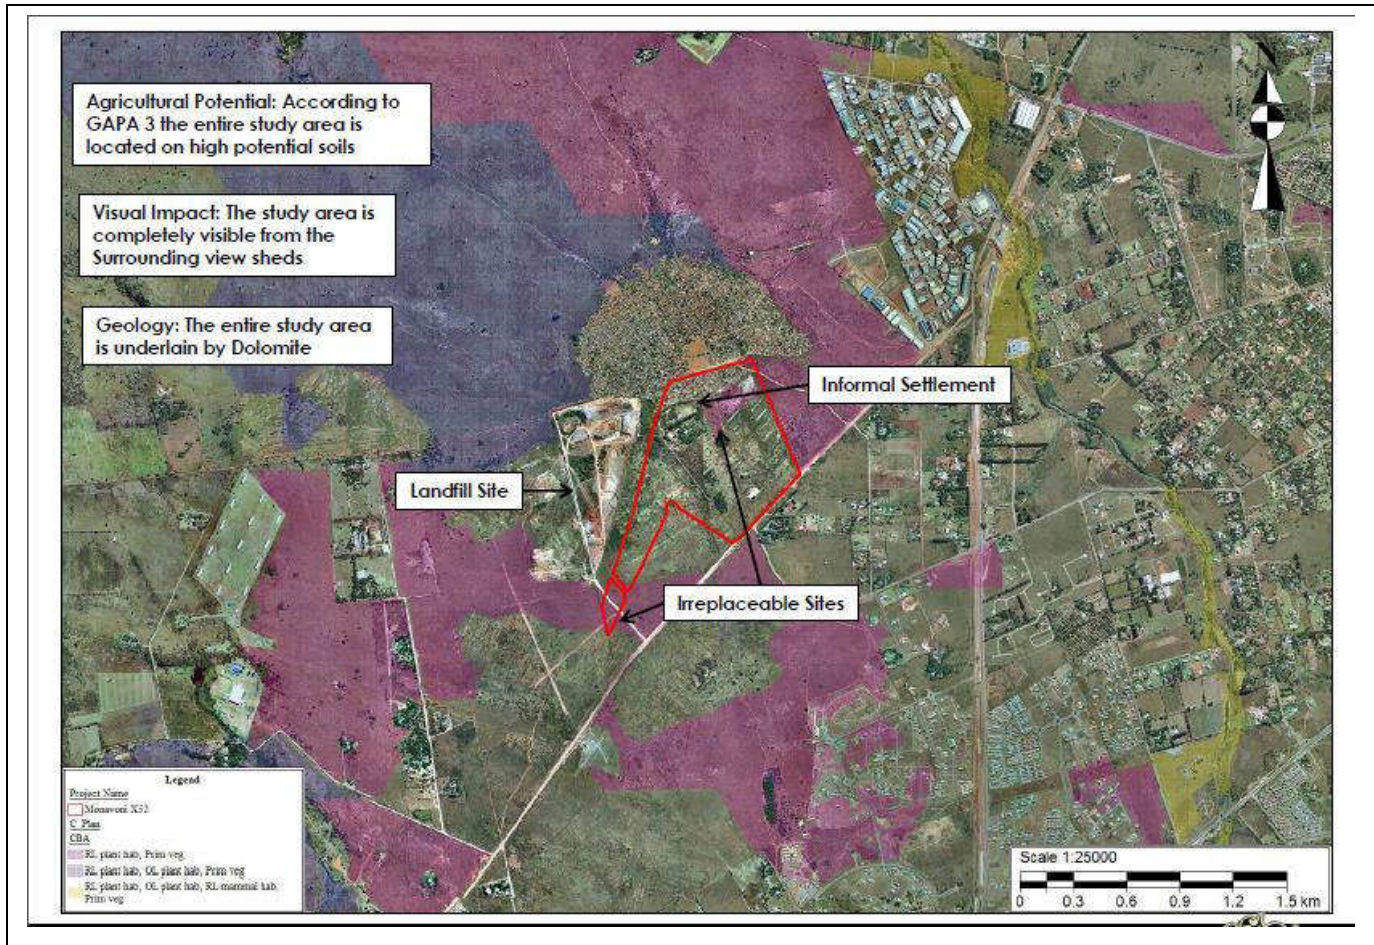 Agricultural Potential: According to
GAPA 3 the entire study area is
located on high potential soils
Visual Impact: The study area is
completely visible from the
Surrounding view sheds
Geology: The entire study area
is underlain by Dolomite
Informal Settlement
Landfill Site
Irreplaceable Sites
Legend
Project Name
Monavoni X53
C_Plan
CBA
RL plant hab, Prim veg
RL plant hab, OL plant hab, Prim veg
RL plant hab, OL plant hab, RL mammal hab,
Prim veg
Scale 1:25000
0 0.3 0.6 0.9 1.2 1.5 km